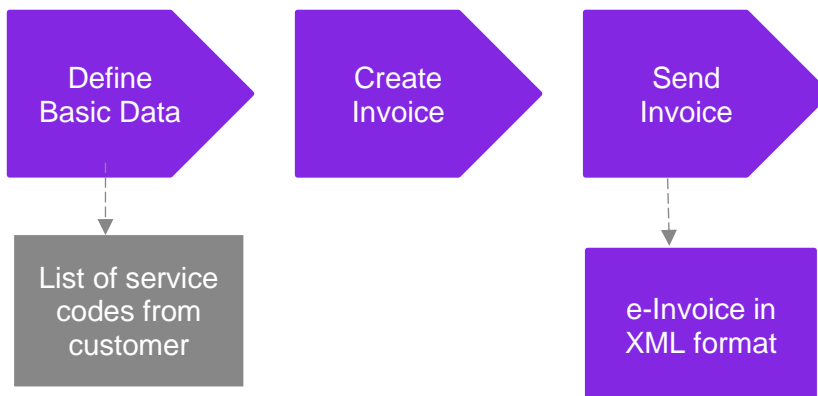 Define
Basic Data
Create
Invoice
Send
Invoice
List of service
codes from
customer
e-Invoice in
XML format